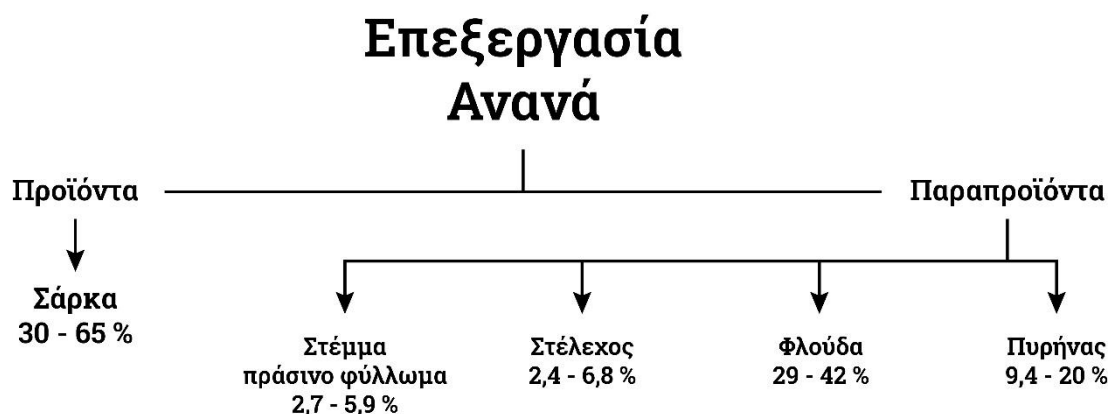 Επεξεργασία
Ανανά
Προϊόντα
Παραπροϊόντα
Σάρκα
30 - 65 %
Στέμμα
πράσινο φύλλωμα
2,7 - 5,9 %
Στέλεχος
2,4 - 6,8 %
Φλούδα
29 - 42 %
Πυρήνας
9,4 - 20 %